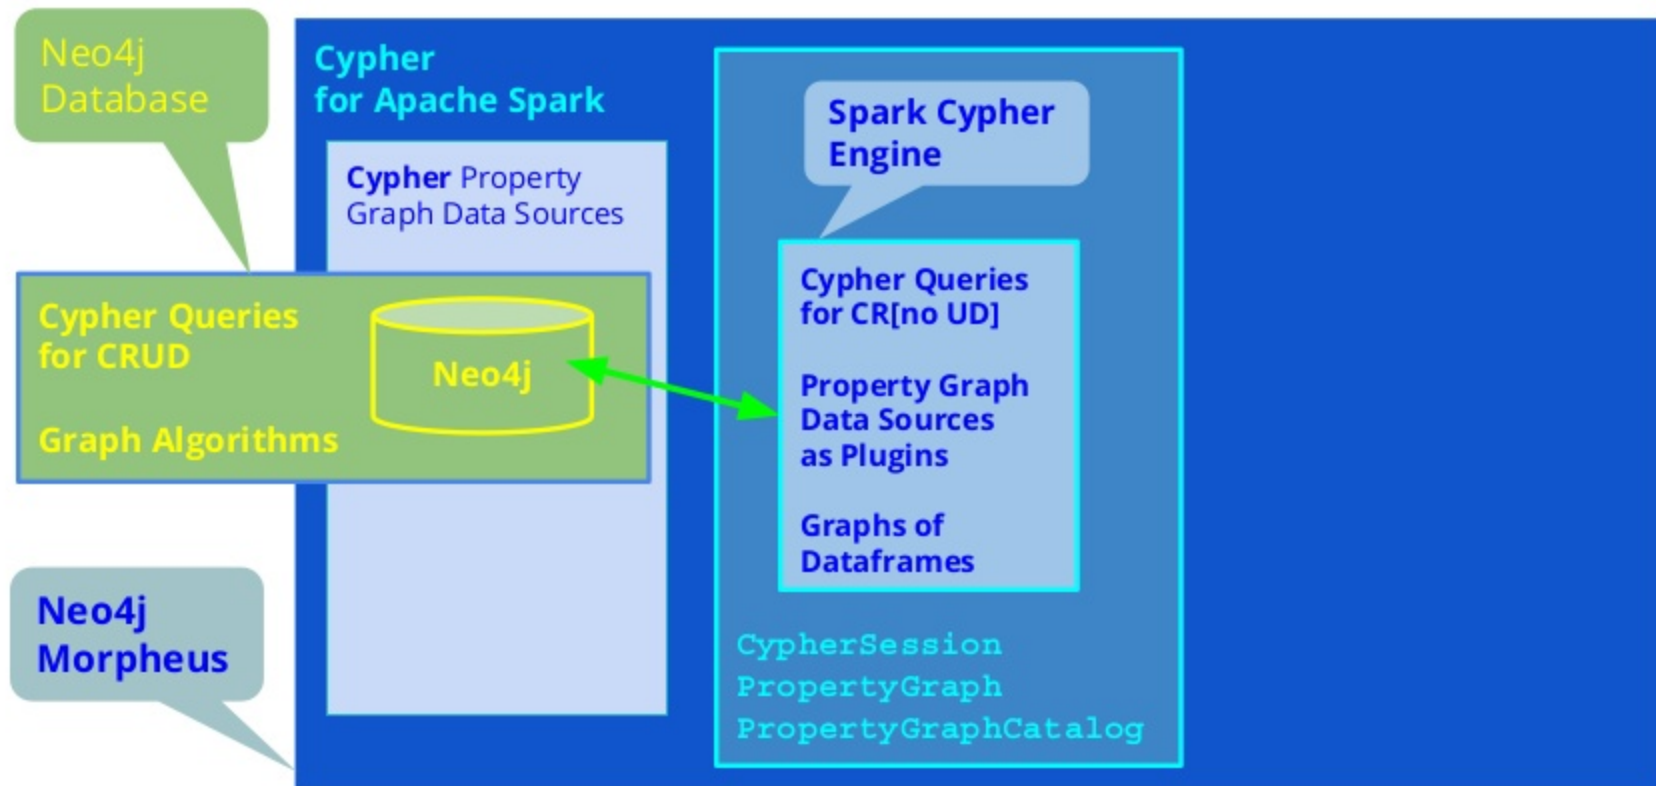 Neo4j
Database
Cypher
for Apache Spark
Cypher Property
Graph Data Sources
Cypher Queries
for CRUD
Graph Algorithms
Neo4j
Neo4j
Morpheus
Spark Cypher
Engine
Cypher Queries
for CR[no UD]
Property Graph
Data Sources
as Plugins
Graphs of
Dataframes
CypherSession
PropertyGraph
PropertyGraphCatalog